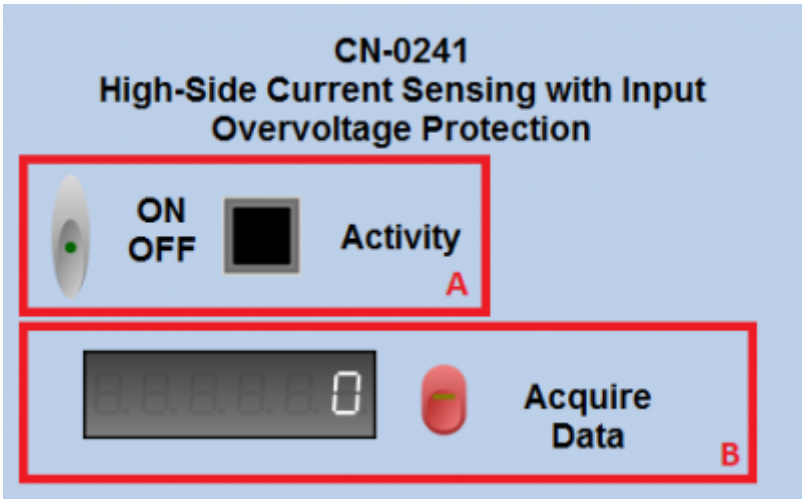 CN-0241
High-Side Current Sensing with Input
Overvoltage Protection
ON
OFF
Activity
A
0
Acquire
Data
B